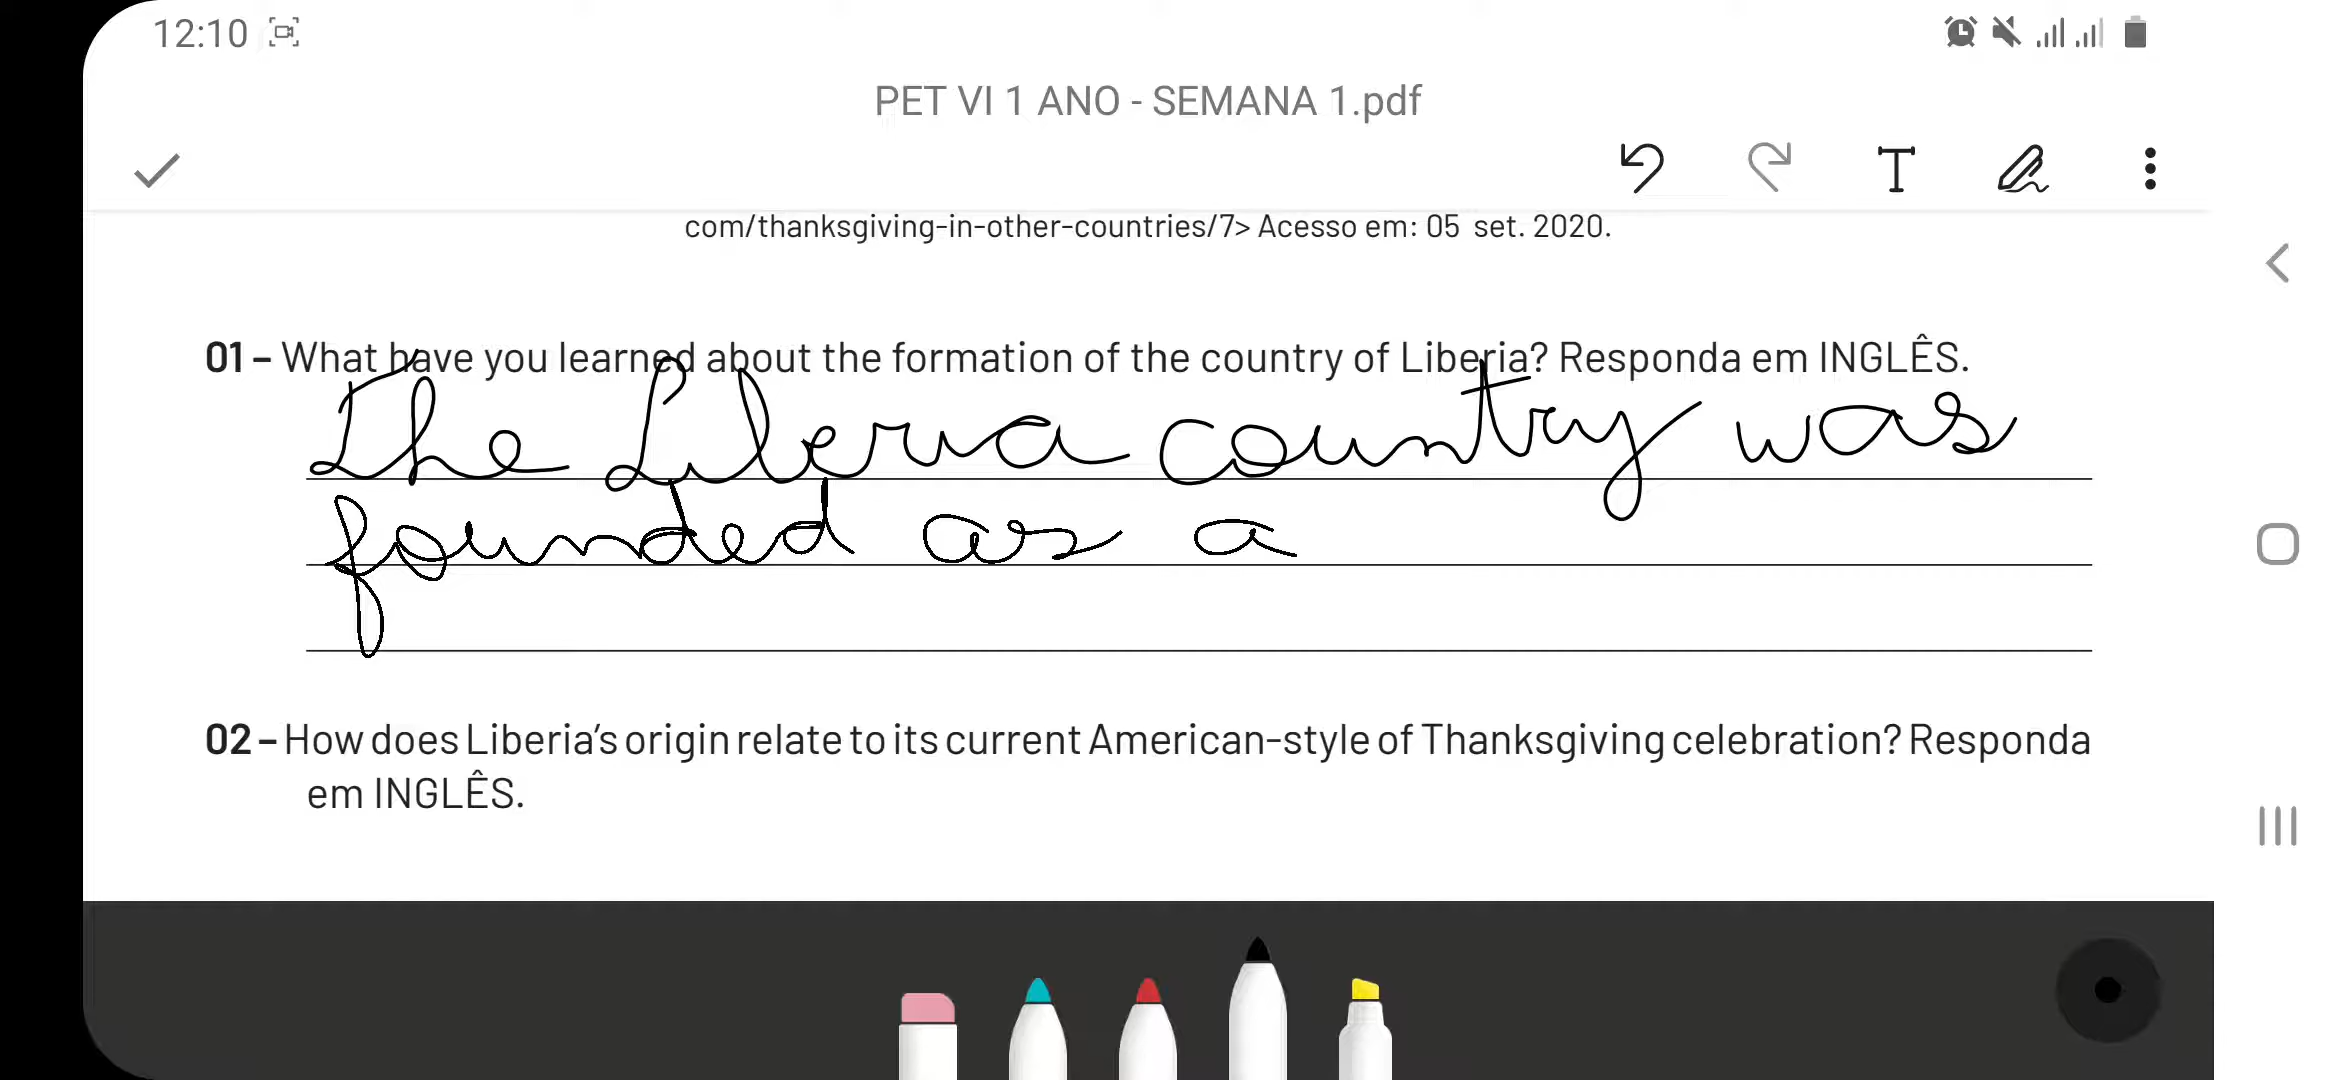 12:10
PET VI 1 ANO - SEMANA 1.pdf
T
com/thanksgiving-in-other-countries/7> Acesso em: 05 set. 2020.
01 – What have you learned about the formation of the country of Liberia? Responda em INGLÊS.
The Liberia country was
founded as a
02 – How does Liberia's origin relate to its current American-style of Thanksgiving celebration? Responda
em INGLÊS.